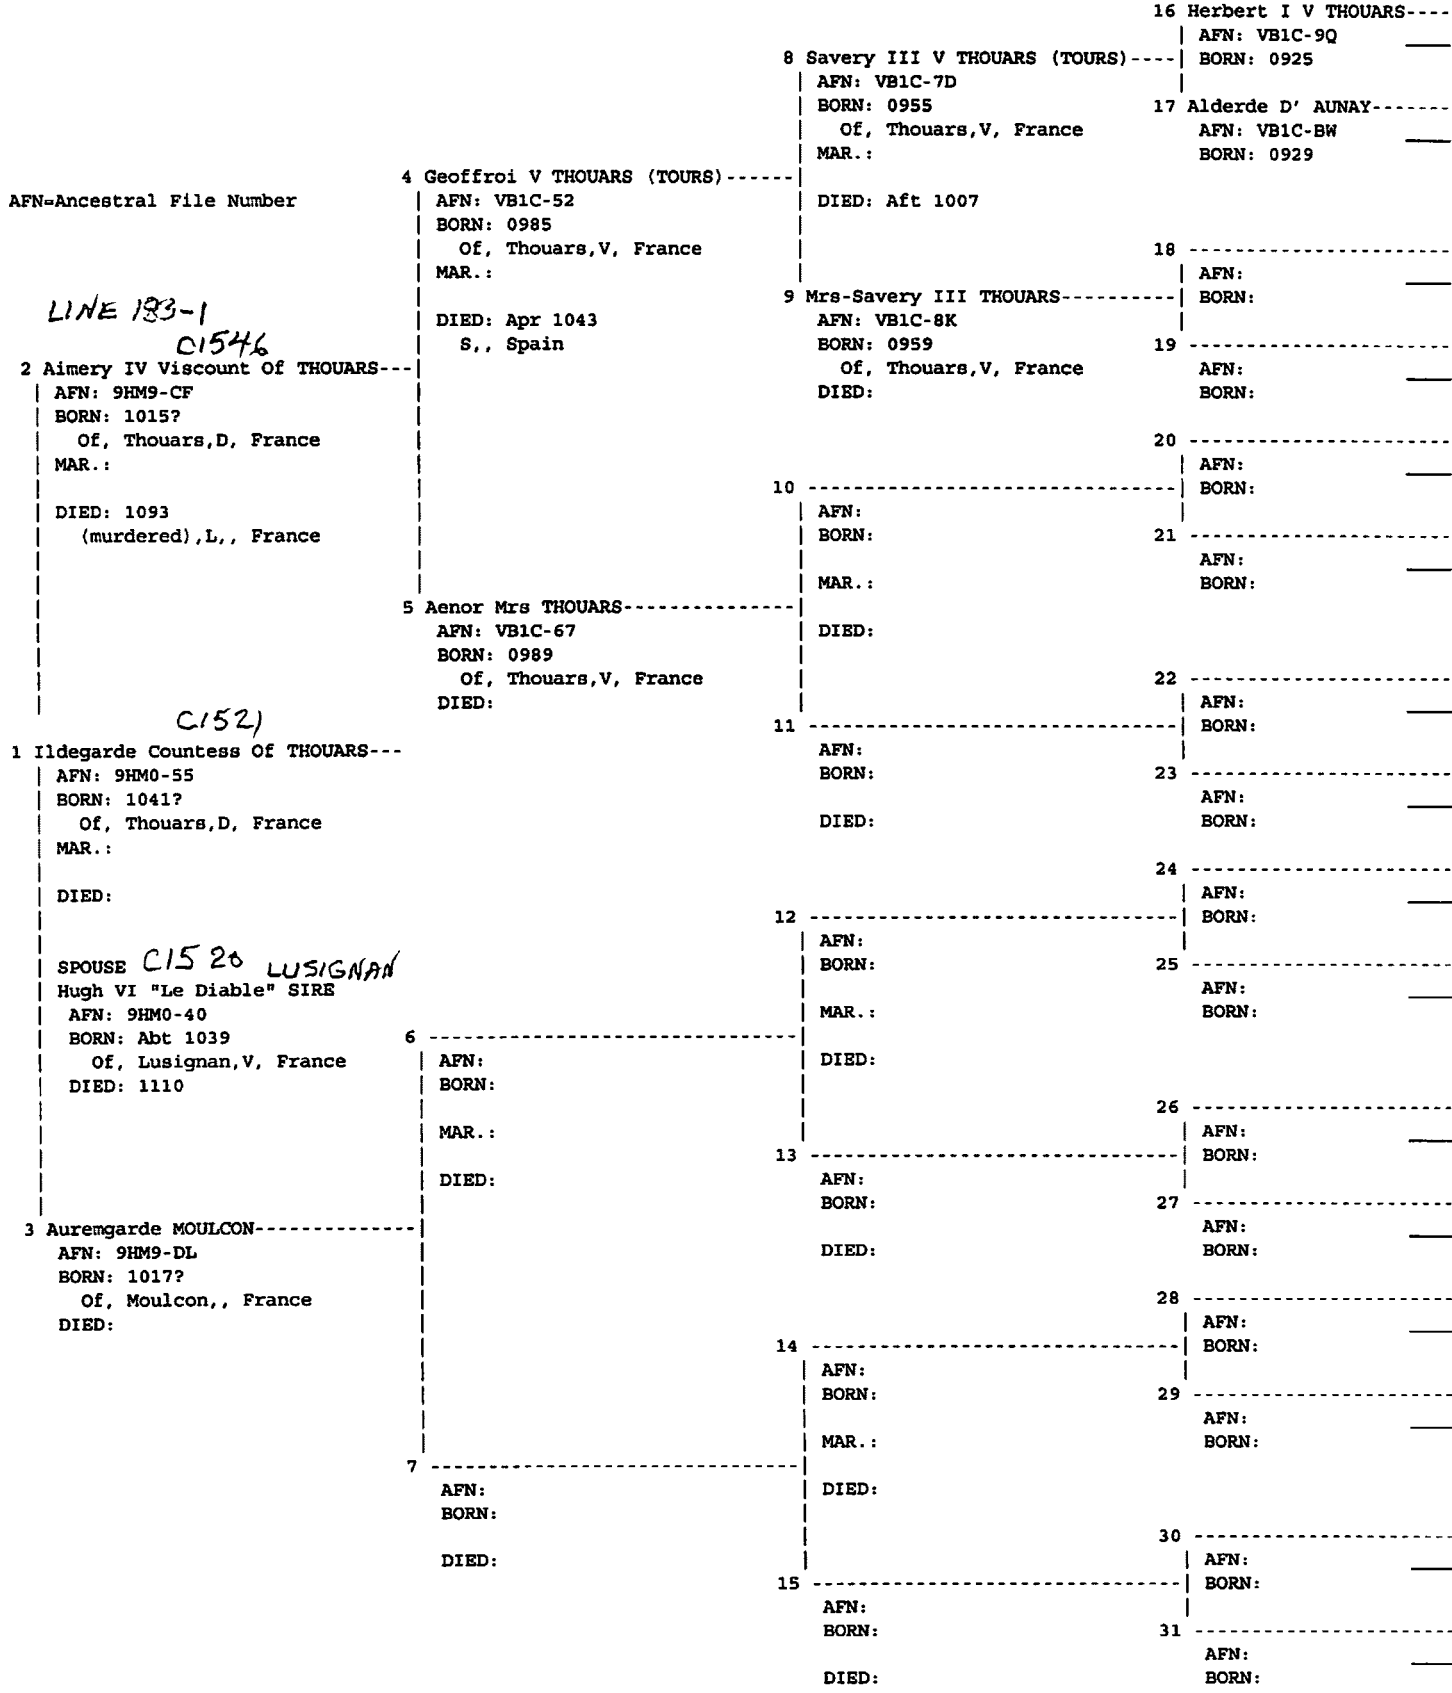 16 Herbert I V THOUARS----
AFN: VB1C-9Q
8 Savery III V THOUARS (TOURS)----
BORN: 0925
AFN: VB1C-7D
BORN: 0955
17 Alderde D' AUNAY-------
Of, Thouars,V, France
AFN: VB1C-BW
MAR.:
BORN: 0929
4 Geoffroi V THOUARS (TOURS)------
AFN=Ancestral File Number
AFN: VB1C-52
DIED: Aft 1007
BORN: 0985
Of, Thouars,V, France
18
MAR.:
AFN:
LINE 183-1
9 Mrs-Savery III THOUARS----------
BORN:
DIED: Apr 1043
AFN: VB1C-8K
C1546
S,, Spain
BORN: 0959
19
2 Aimery IV Viscount Of THOUARS---
Of, Thouars,V, France
AFN:
AFN: 9HM9-CF
DIED:
BORN:
BORN: 1015?
Of, Thouars,D, France
20
MAR.:
AFN:
10
BORN:
DIED: 1093
AFN:
(murdered),L,, France
BORN:
21
AFN:
MAR.:
BORN:
5 Aenor Mrs THOUARS---------------
AFN: VB1C-67
DIED:
BORN: 0989
Of, Thouars,V, France
22
DIED:
AFN:
C1521
11
BORN:
1 Ildegarde Countess Of THOUARS---
AFN:
AFN: 9HM0-55
BORN:
23
BORN: 1041?
AFN:
Of, Thouars,D, France
DIED:
BORN:
MAR.:
24
DIED:
AFN:
12
BORN:
AFN:
SPOUSE C1520 LUSIGNAN
BORN:
25
Hugh VI "Le Diable" SIRE
AFN:
AFN: 9HM0-40
MAR.:
BORN:
BORN: Abt 1039
6
Of, Lusignan,V, France
AFN:
DIED:
DIED: 1110
BORN:
26
MAR.:
AFN:
13
BORN:
DIED:
AFN:
BORN:
27
3 Auremgarde MOULCON-------------
AFN:
AFN: 9HM9-DL
DIED:
BORN:
BORN: 1017?
Of, Moulcon,, France
28
DIED:
AFN:
14
BORN:
AFN:
BORN:
29
AFN:
MAR.:
BORN:
7
AFN:
DIED:
BORN:
30
DIED:
AFN:
15
BORN:
AFN:
BORN:
31
AFN:
DIED:
BORN: